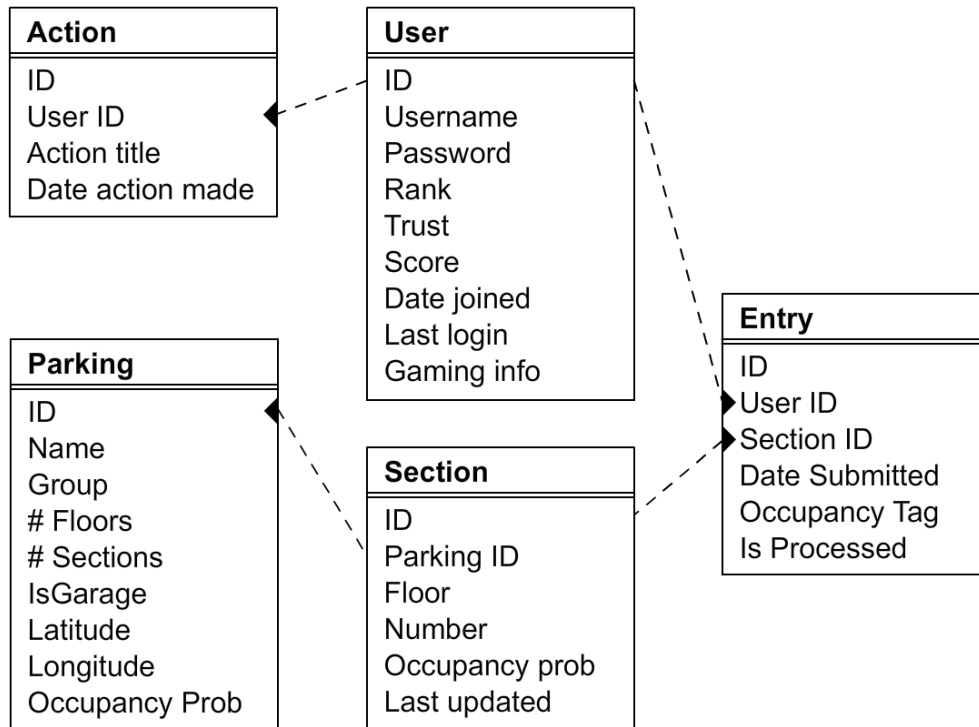 Action
ID
User ID
Action title
Date action made
User
ID
Username
Password
Rank
Trust
Score
Date joined
Last login
Gaming info
Entry
ID
User ID
Section ID
Date Submitted
Occupancy Tag
Is Processed
Parking
ID
Name
Group
# Floors
# Sections
IsGarage
Latitude
Longitude
Occupancy Prob
Section
ID
Parking ID
Floor
Number
Occupancy prob
Last updated